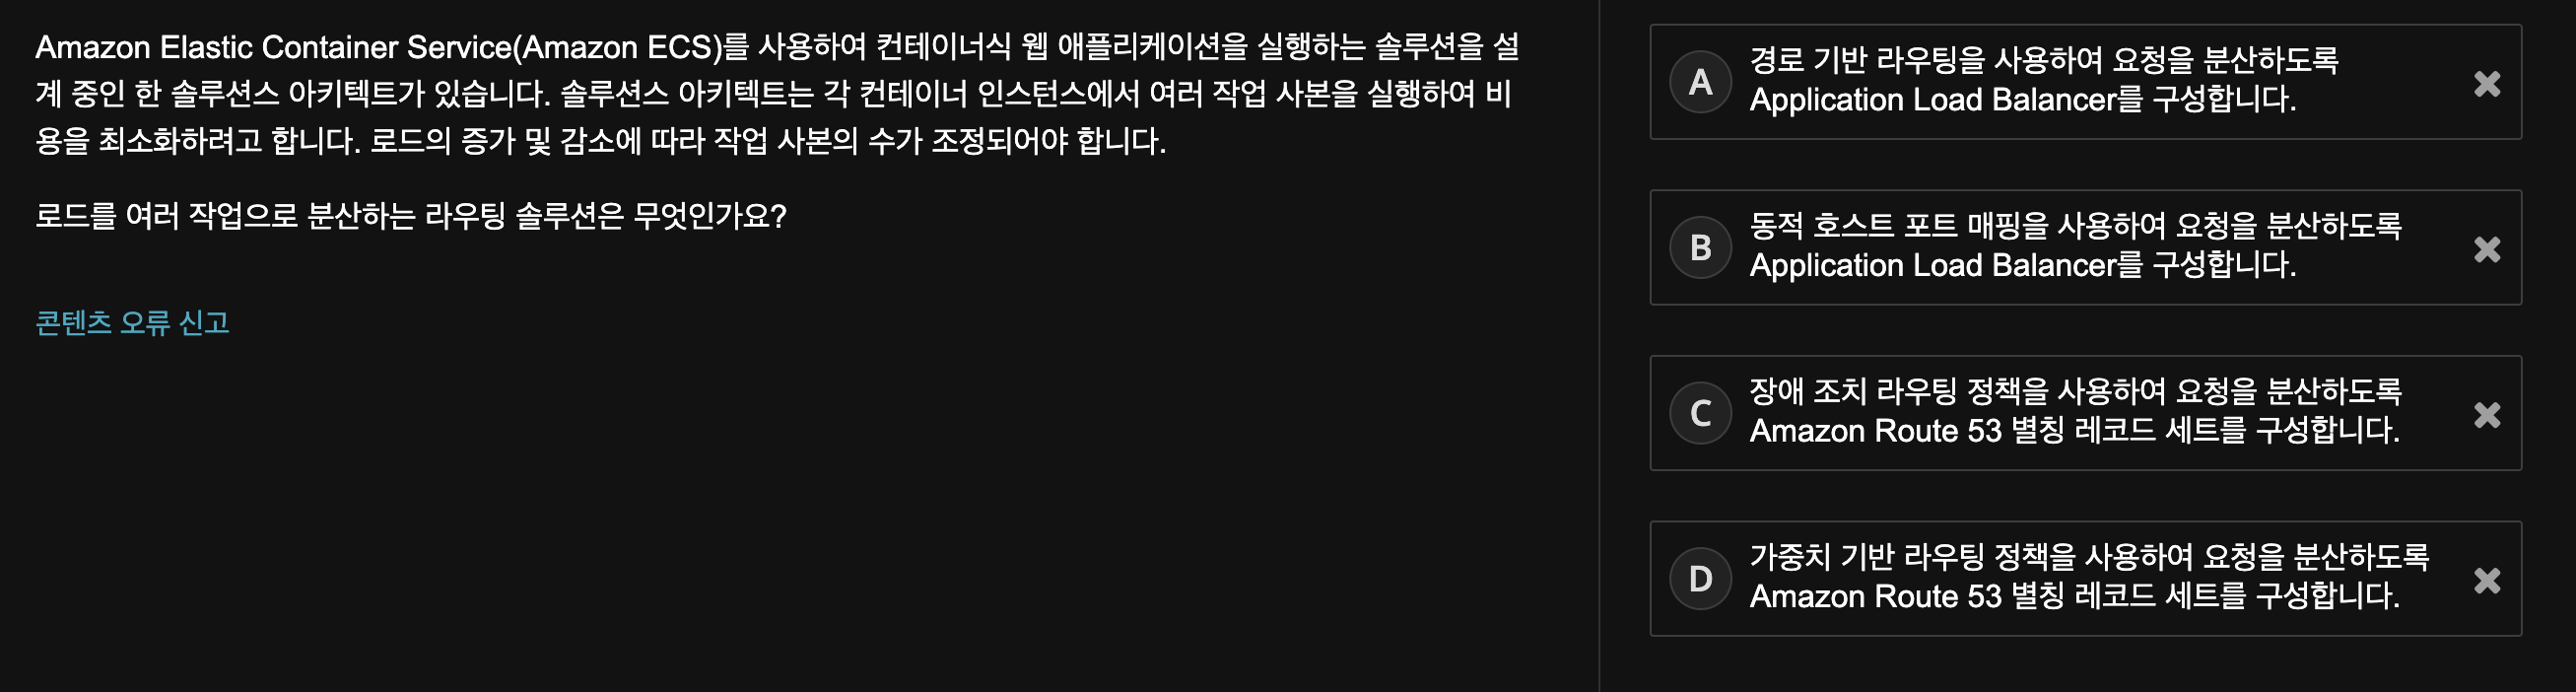 Amazon Elastic Container Service(Amazon ECS)를 사용하여 컨테이너식 웹 애플리케이션을 실행하는 솔루션을 설
계 중인 한 솔루션스 아키텍트가 있습니다. 솔루션스 아키텍트는 각 컨테이너 인스턴스에서 여러 작업 사본을 실행하여 비
용을 최소화하려고 합니다. 로드의 증가 및 감소에 따라 작업 사본의 수가 조정되어야 합니다.
로드를 여러 작업으로 분산하는 라우팅 솔루션은 무엇인가요?
콘텐츠 오류 신고
A
경로 기반 라우팅을 사용하여 요청을 분산하도록
Application Load Balancer를 구성합니다.
B
동적 호스트 포트 매핑을 사용하여 요청을 분산하도록
Application Load Balancer를 구성합니다.
C
장애 조치 라우팅 정책을 사용하여 요청을 분산하도록
Amazon Route 53 별칭 레코드 세트를 구성합니다.
D
가중치 기반 라우팅 정책을 사용하여 요청을 분산하도록
Amazon Route 53 별칭 레코드 세트를 구성합니다.